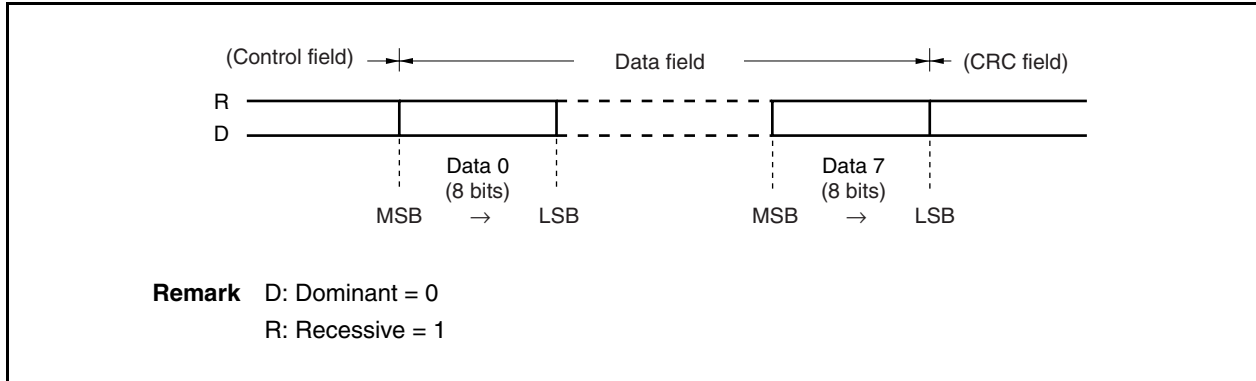 (Control field) Data field (CRC field)
R
D
Data 0 Data 7
(8 bits) (8 bits)
MSB → LSB MSB → LSB
Remark D: Dominant = 0
R: Recessive = 1